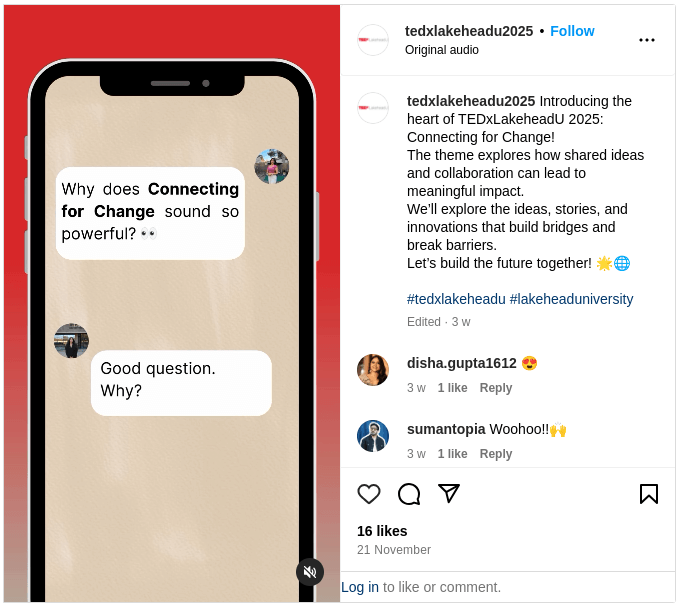 Why does Connecting
for Change sound so
powerful? 👀
Good question.
Why?
tedxlakeheadu2025 • Follow
Original audio
tedxlakeheadu2025 Introducing the
heart of TEDxLakeheadU 2025:
Connecting for Change!
The theme explores how shared ideas
and collaboration can lead to
meaningful impact.
We’ll explore the ideas, stories, and
innovations that build bridges and
break barriers.
Let’s build the future together! 🌟🌐
#tedxlakeheadu #lakeheaduniversity
Edited · 3 w
disha.gupta1612 😍
3 w 1 like Reply
sumantopia Woohoo!!🙌
3 w 1 like Reply
16 likes
21 November
Log in to like or comment.